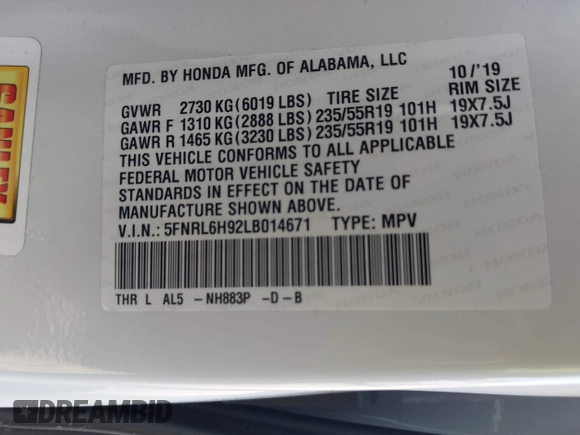 MFD. BY HONDA MFG. OF ALABAMA, LLC 10/'19
GVWR 2730 KG(6019 LBS) TIRE SIZE RIM SIZE
GAWR F 1310 KG(2888 LBS)235/55R19 101H 19X7.5J
GAWR R 1465 KG(3230 LBS)235/55R19 101H 19X7.5J
THIS VEHICLE CONFORMS TO ALL APPLICABLE
FEDERAL MOTOR VEHICLE SAFETY
STANDARDS IN EFFECT ON THE DATE OF
MANUFACTURE SHOWN ABOVE.
V.I.N.: 5FNRL6H92LB014671 TYPE: MPV
THR L AL5 -NH883P -D-B
HONDA
DREAMBID